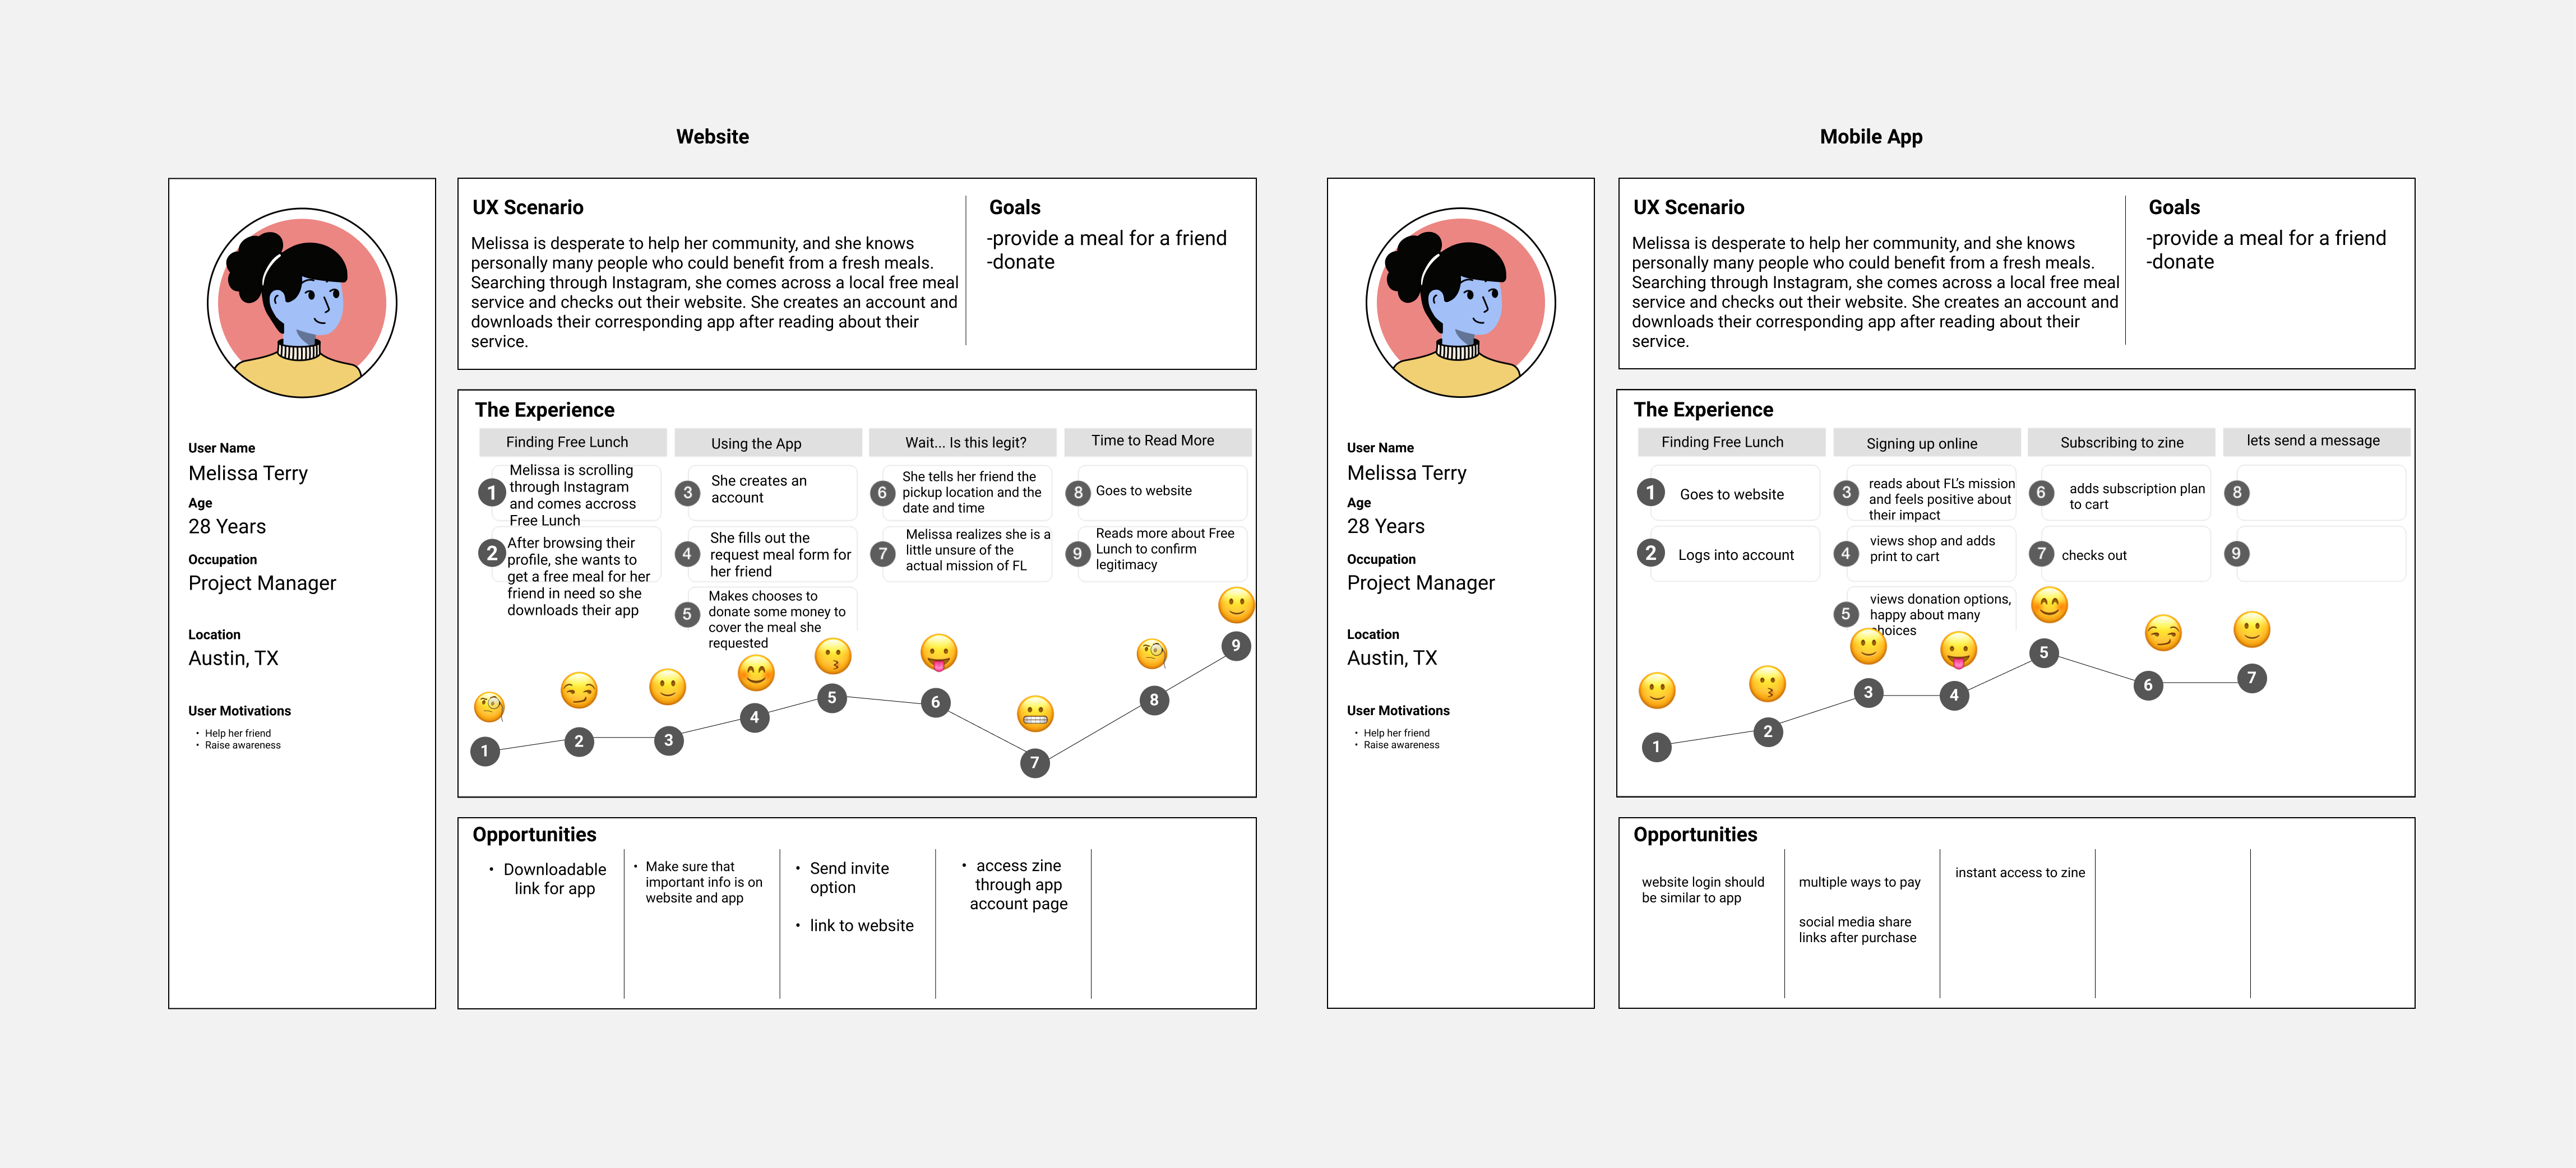 Website
User Name
Melissa Terry
Age
28 Years
Occupation
Project Manager
Location
Austin, TX
User Motivations
• Help her friend
• Raise awareness
UX Scenario
Melissa is desperate to help her community, and she knows
personally many people who could benefit from a fresh meals.
Searching through Instagram, she comes across a local free meal
service and checks out their website. She creates an account and
downloads their corresponding app after reading about their
service.
Goals
-provide a meal for a friend
-donate
The Experience
Finding Free Lunch
1
Melissa is scrolling
through Instagram
and comes accross
Free Lunch
2
After browsing their
profile, she wants to
get a free meal for her
friend in need so she
downloads their app
Using the App
3
She creates an
account
4
She fills out the
request meal form for
her friend
5
Makes chooses to
donate some money to
cover the meal she
requested
Wait... Is this legit?
6
She tells her friend the
pickup location and the
date and time
7
Melissa realizes she is a
little unsure of the
actual mission of FL
Time to Read More
8
Goes to website
9
Reads more about Free
Lunch to confirm
legitimacy
1
2
3
4
5
6
7
8
9
Opportunities
• Downloadable
link for app
• Make sure that
important info is on
website and app
• Send invite
option
• link to website
• access zine
through app
account page
Mobile App
User Name
Melissa Terry
Age
28 Years
Occupation
Project Manager
Location
Austin, TX
User Motivations
• Help her friend
• Raise awareness
UX Scenario
Melissa is desperate to help her community, and she knows
personally many people who could benefit from a fresh meals.
Searching through Instagram, she comes across a local free meal
service and checks out their website. She creates an account and
downloads their corresponding app after reading about their
service.
Goals
-provide a meal for a friend
-donate
The Experience
Finding Free Lunch
1
Goes to website
2
Logs into account
Signing up online
3
reads about FL's mission
and feels positive about
their impact
4
views shop and adds
print to cart
5
views donation options,
happy about many
choices
Subscribing to zine
6
adds subscription plan
to cart
7
checks out
lets send a message
8
9
1
2
3
4
5
6
7
Opportunities
website login should
be similar to app
multiple ways to pay
social media share
links after purchase
instant access to zine